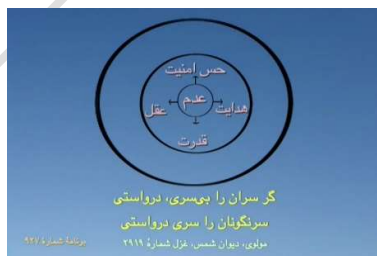 حس امنیت
عقل
عدم
هدایت
قدرت
گر سران را بی‌سری، درواستی
سرنگونان را سری درواستی
مولوی، دیوان شمس، غزل شمارهٔ ۲۹۱۹
برنامهٔ شمارهٔ ۹۲۷